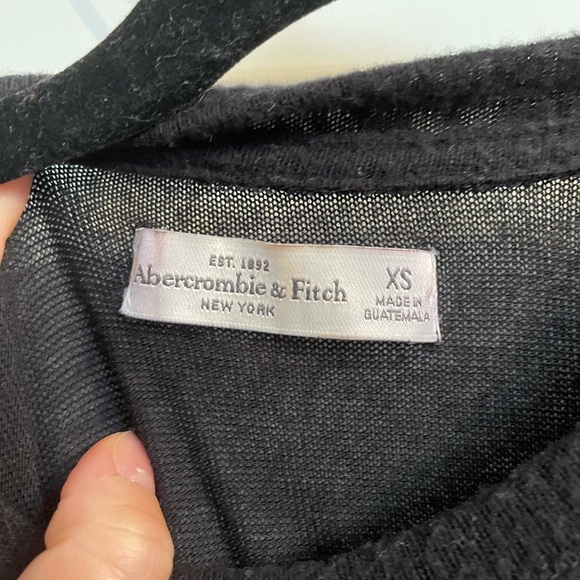 EST. 1892
Abercrombie & Fitch
NEW YORK
XS
MADE IN
GUATEMALA